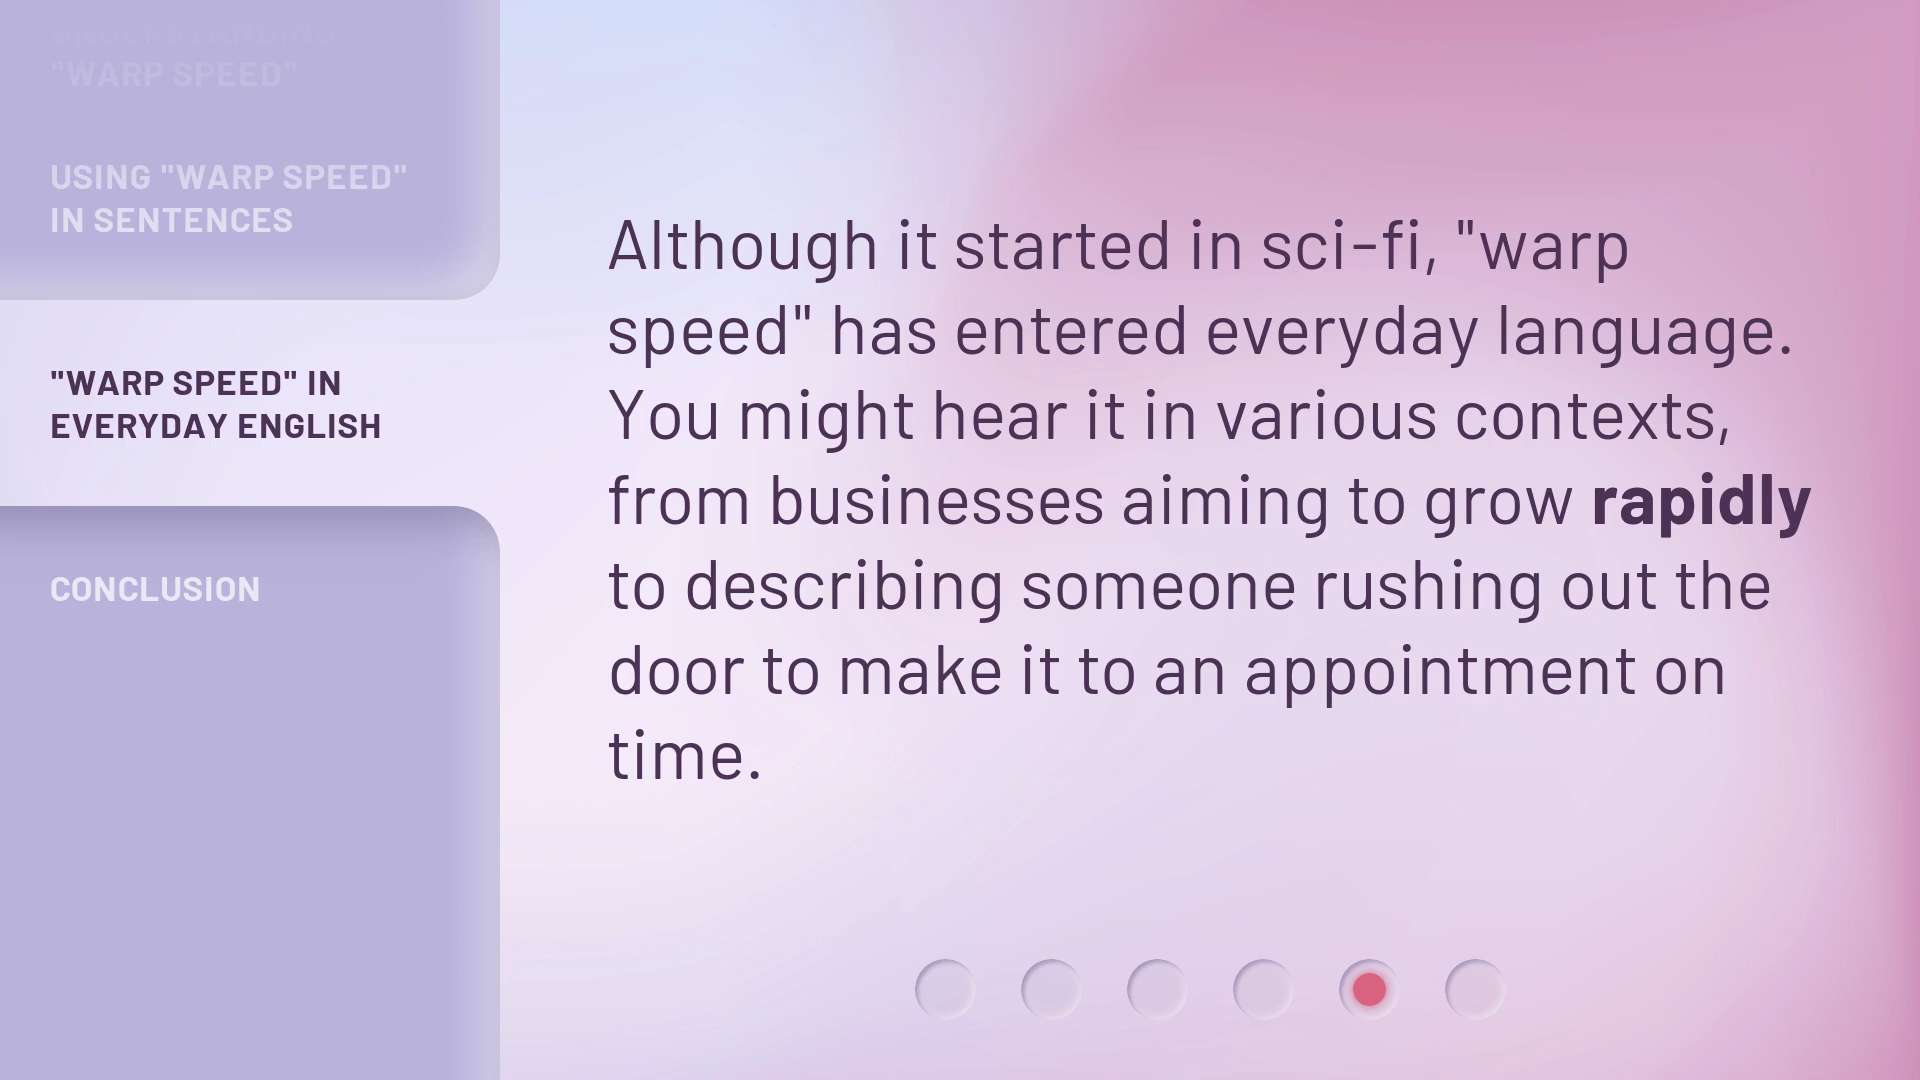 UNDERSTANDING
"WARP SPEED"
USING "WARP SPEED"
IN SENTENCES
"WARP SPEED" IN
EVERYDAY ENGLISH
CONCLUSION
Although it started in sci-fi, "warp
speed" has entered everyday language.
You might hear it in various contexts,
from businesses aiming to grow rapidly
to describing someone rushing out the
door to make it to an appointment on
time.